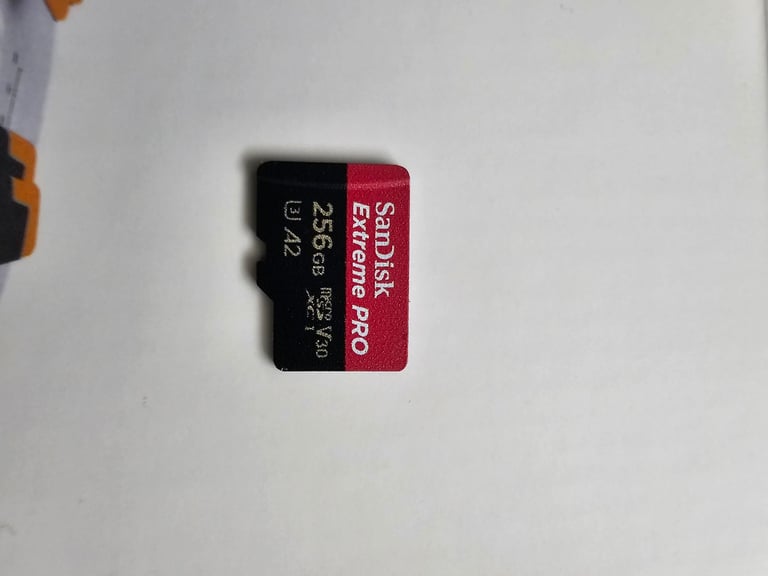 SanDisk
Extreme PRO
256GB micro SD XC I V30
U3 A2